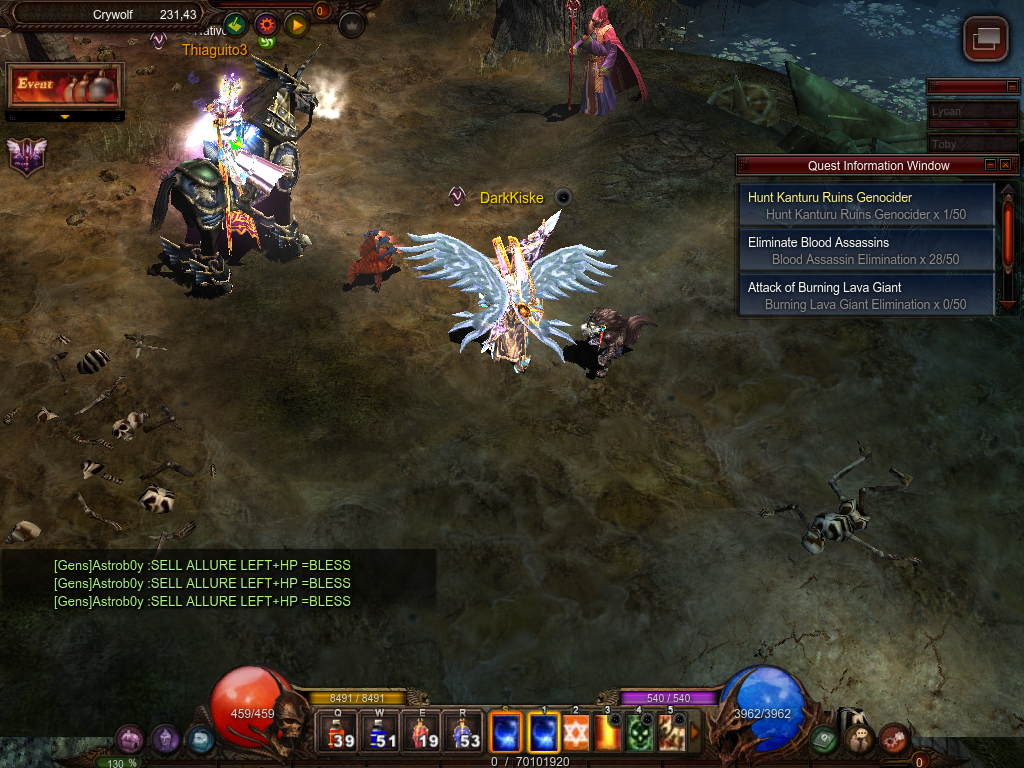 Crywolf 231,43
0
Native
Thiaguito3
Event
Lycan
Toby
Quest Information Window
DarkKiske
Hunt Kanturu Ruins Genocider
Hunt Kanturu Ruins Genocider x 1/50
Eliminate Blood Assassins
Blood Assassin Elimination x 28/50
Attack of Burning Lava Giant
Burning Lava Giant Elimination x 0/50
[Gens]Astrob0y :SELL ALLURE LEFT+HP =BLESS
[Gens]Astrob0y :SELL ALLURE LEFT+HP =BLESS
[Gens]Astrob0y :SELL ALLURE LEFT+HP =BLESS
8491 / 8491
540 / 540
459/459
3962/3962
Q W E R S 1 2 3 4 5
39 51 19 53
130 %
0 / 70101920
0